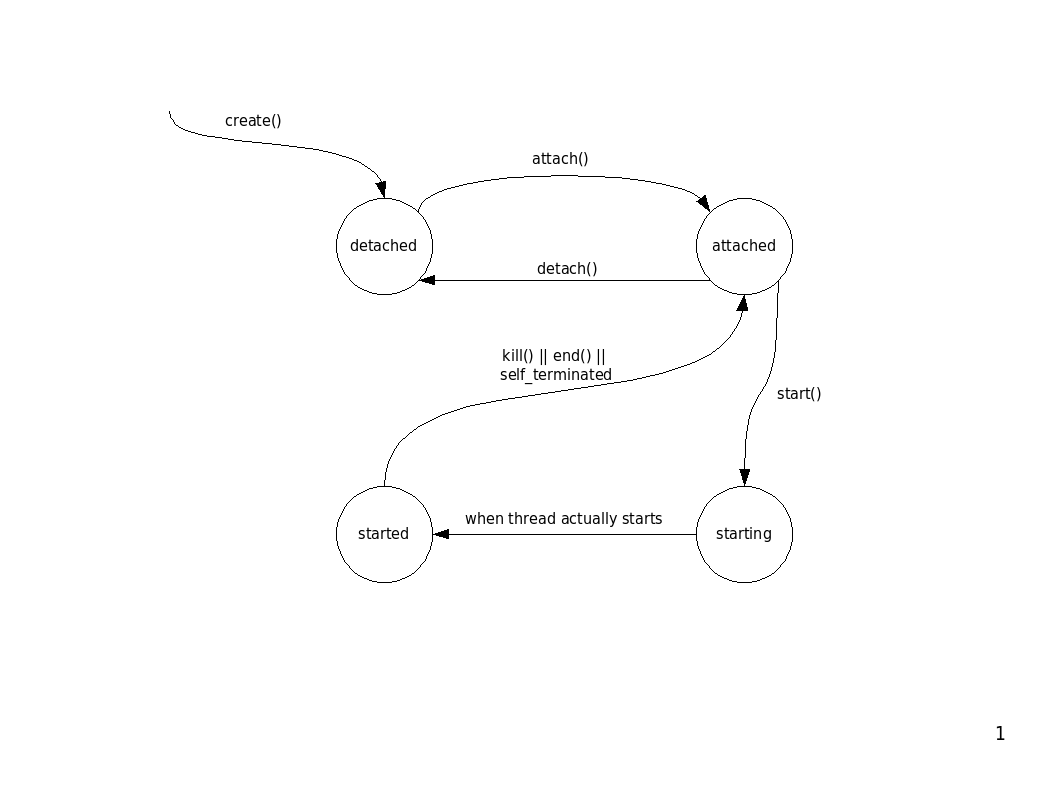 create()
attach()
detached
attached
detach()
kill() || end() ||
self_terminated
start()
when thread actually starts
started
starting
1